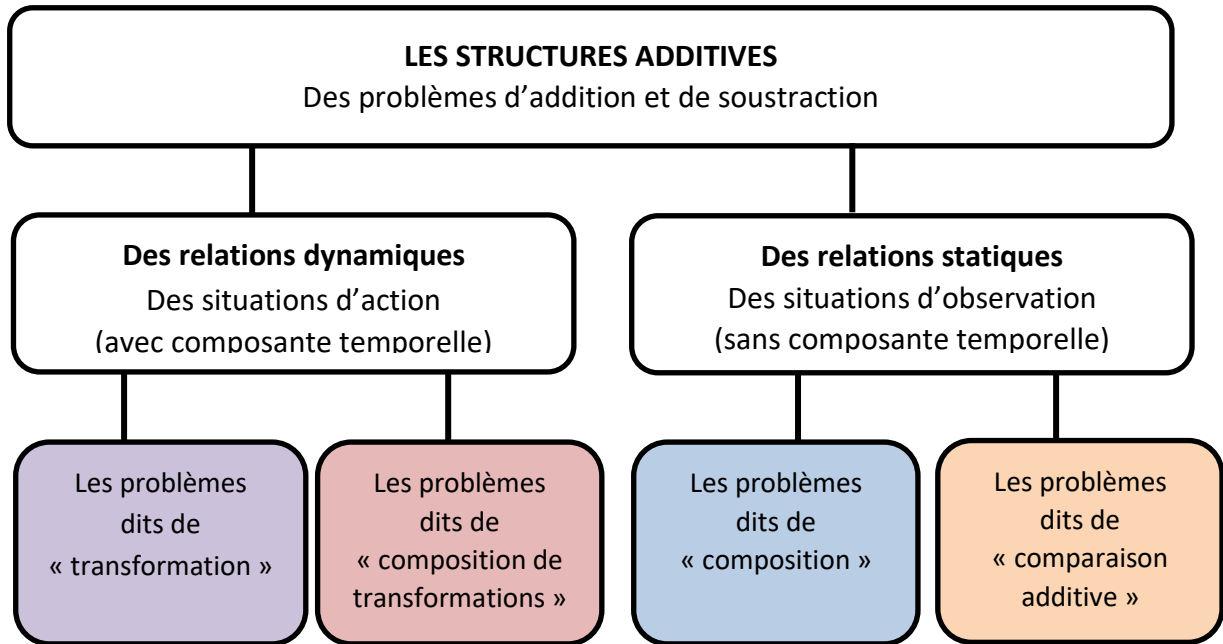 LES STRUCTURES ADDITIVES
Des problèmes d’addition et de soustraction
Des relations dynamiques
Des situations d’action
(avec composante temporelle)
Des relations statiques
Des situations d’observation
(sans composante temporelle)
Les problèmes
dits de
« transformation »
Les problèmes
dits de
« composition de
transformations »
Les problèmes
dits de
« composition »
Les problèmes
dits de
« comparaison
additive »